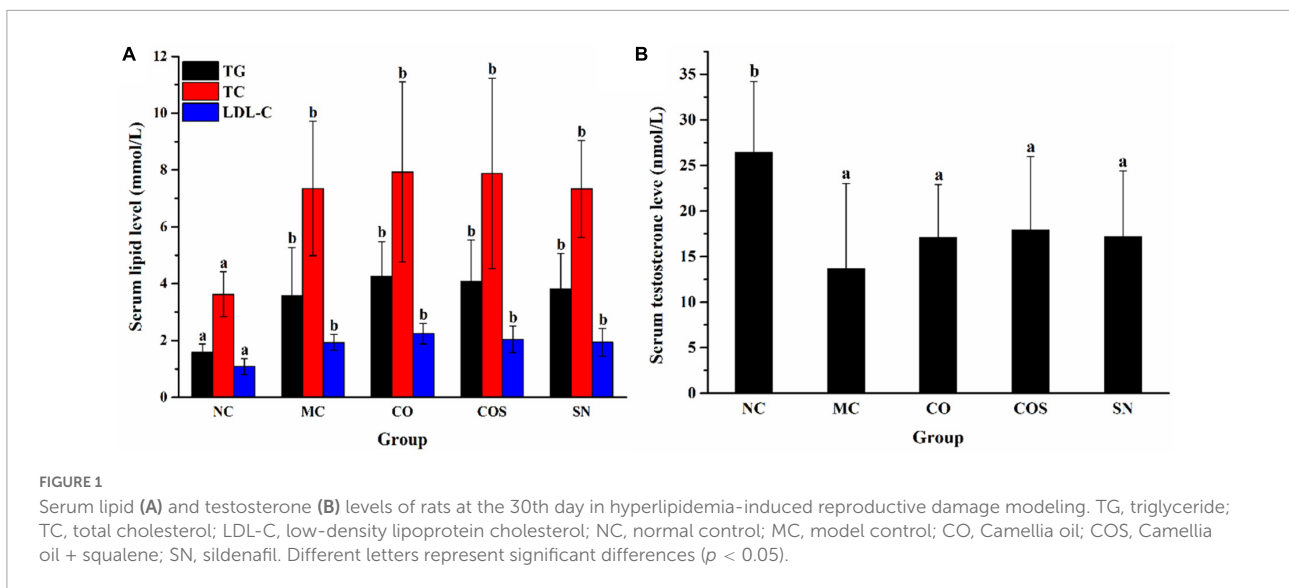 A
12
10
8
6
4
2
0
Serum lipid level (mmol/L)
TG
TC
LDL-C
a a a
b b b
b b b
b b b
b b b
NC MC CO COS SN
Group
B
35
30
25
20
15
10
5
0
Serum testosterone leve (nmol/L)
b a a a a
NC MC CO COS SN
Group
FIGURE 1
Serum lipid (A) and testosterone (B) levels of rats at the 30th day in hyperlipidemia-induced reproductive damage modeling. TG, triglyceride;
TC, total cholesterol; LDL-C, low-density lipoprotein cholesterol; NC, normal control; MC, model control; CO, Camellia oil; COS, Camellia
oil + squalene; SN, sildenafil. Different letters represent significant differences (p < 0.05).